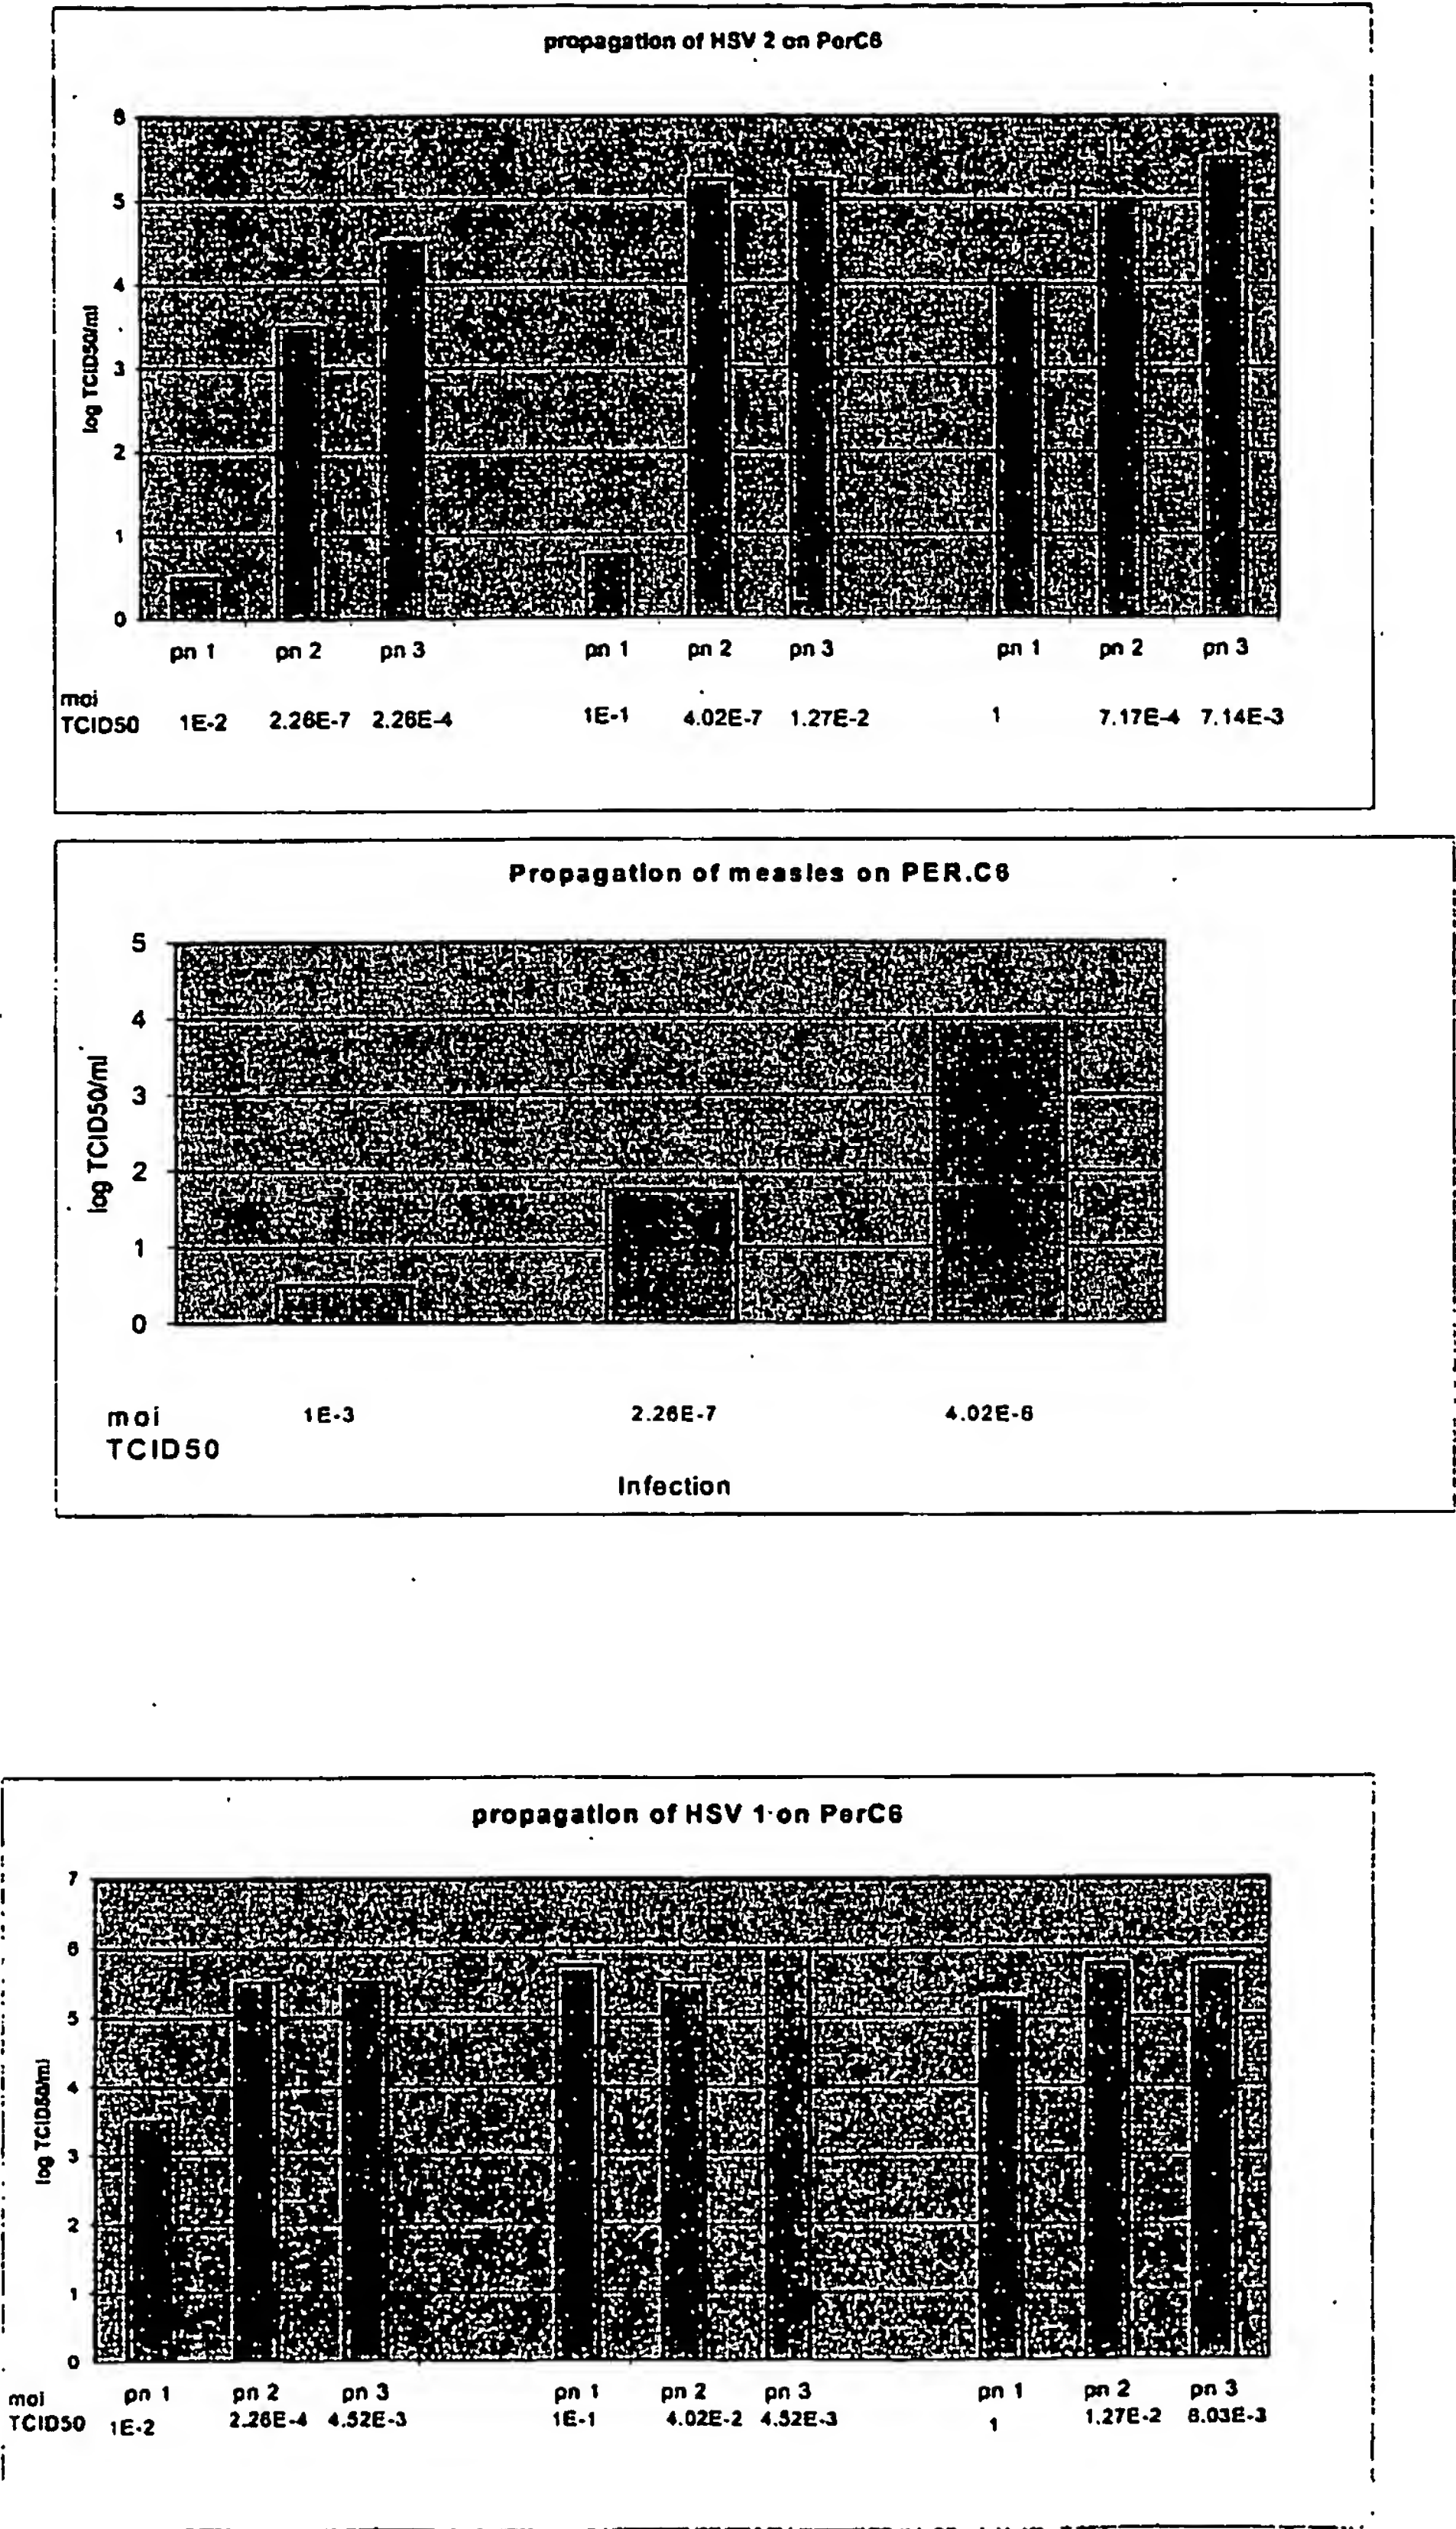 propagation of HSV 2 on PerC6
6
5
4
3
2
1
0
log TCID50/ml
pn 1 pn 2 pn 3 pn 1 pn 2 pn 3 pn 1 pn 2 pn 3
moi
TCID50 1E-2 2.26E-7 2.26E-4 1E-1 4.02E-7 1.27E-2 1 7.17E-4 7.14E-3
Propagation of measles on PER.C6
5
4
3
2
1
0
log TCID50/ml
moi 1E-3 2.26E-7 4.02E-6
TCID50
Infection
propagation of HSV 1 on PerC6
7
6
5
4
3
2
1
0
log TCID50/ml
pn 1 pn 2 pn 3 pn 1 pn 2 pn 3 pn 1 pn 2 pn 3
moi
TCID50 1E-2 2.26E-4 4.52E-3 1E-1 4.02E-2 4.52E-3 1 1.27E-2 8.03E-3